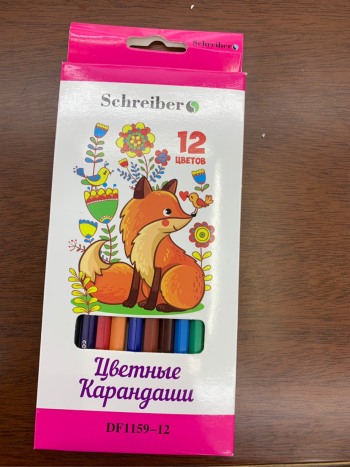 Schreiber
Schreiber
12
ЦВЕТОВ
Цветные
Карандаши
DF1159-12